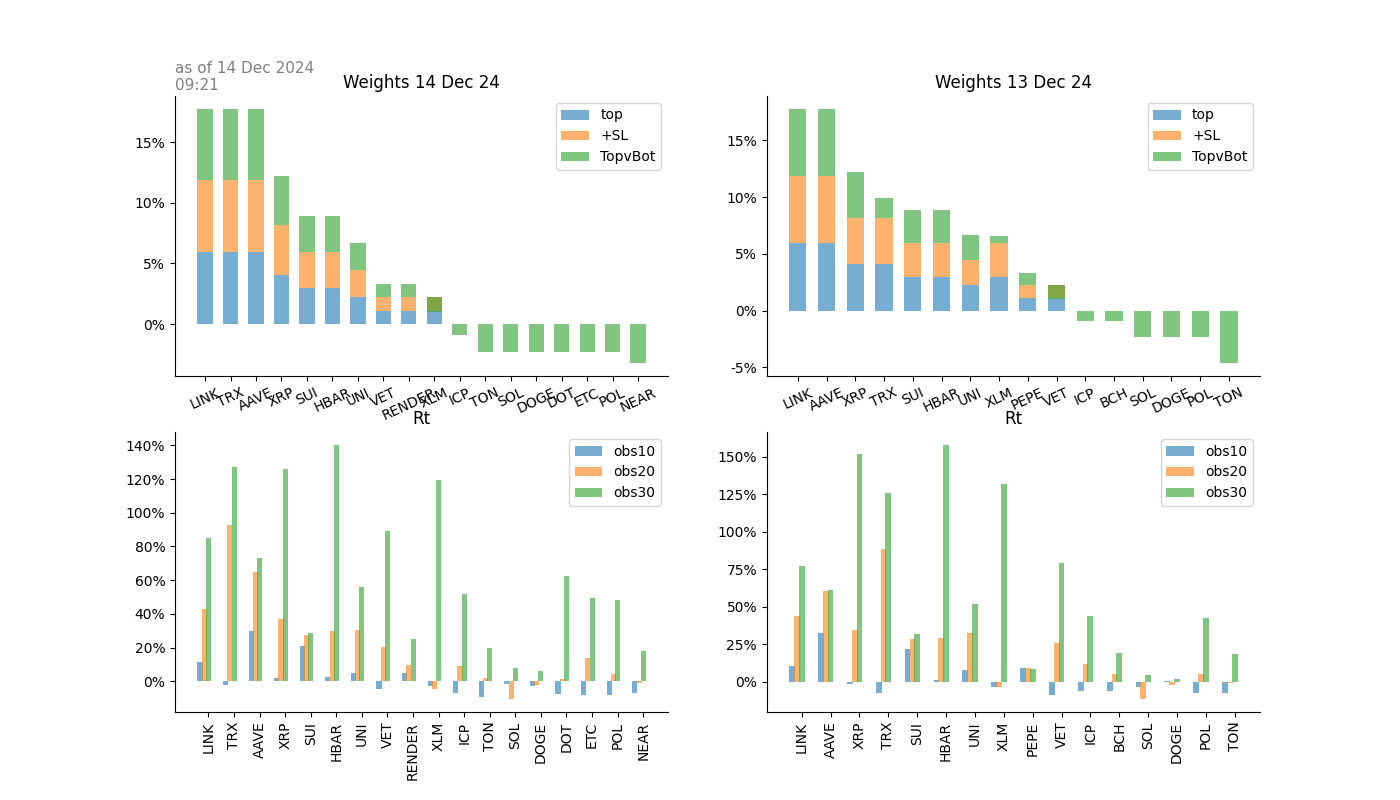 as of 14 Dec 2024
09:21
Weights 14 Dec 24
15%
10%
5%
0%
top
+SL
TopvBot
LINK TRX AAVE XRP SUI HBAR UNI VET RENDER XLM ICP TON SOL DOGE DOT ETC POL NEAR
Weights 13 Dec 24
15%
10%
5%
0%
-5%
top
+SL
TopvBot
LINK AAVE XRP TRX SUI HBAR UNI XLM PEPE VET ICP BCH SOL DOGE POL TON
Rt
140%
120%
100%
80%
60%
40%
20%
0%
obs10
obs20
obs30
LINK TRX AAVE XRP SUI HBAR UNI VET RENDER XLM ICP TON SOL DOGE DOT ETC POL NEAR
Rt
150%
125%
100%
75%
50%
25%
0%
obs10
obs20
obs30
LINK AAVE XRP TRX SUI HBAR UNI XLM PEPE VET ICP BCH SOL DOGE POL TON